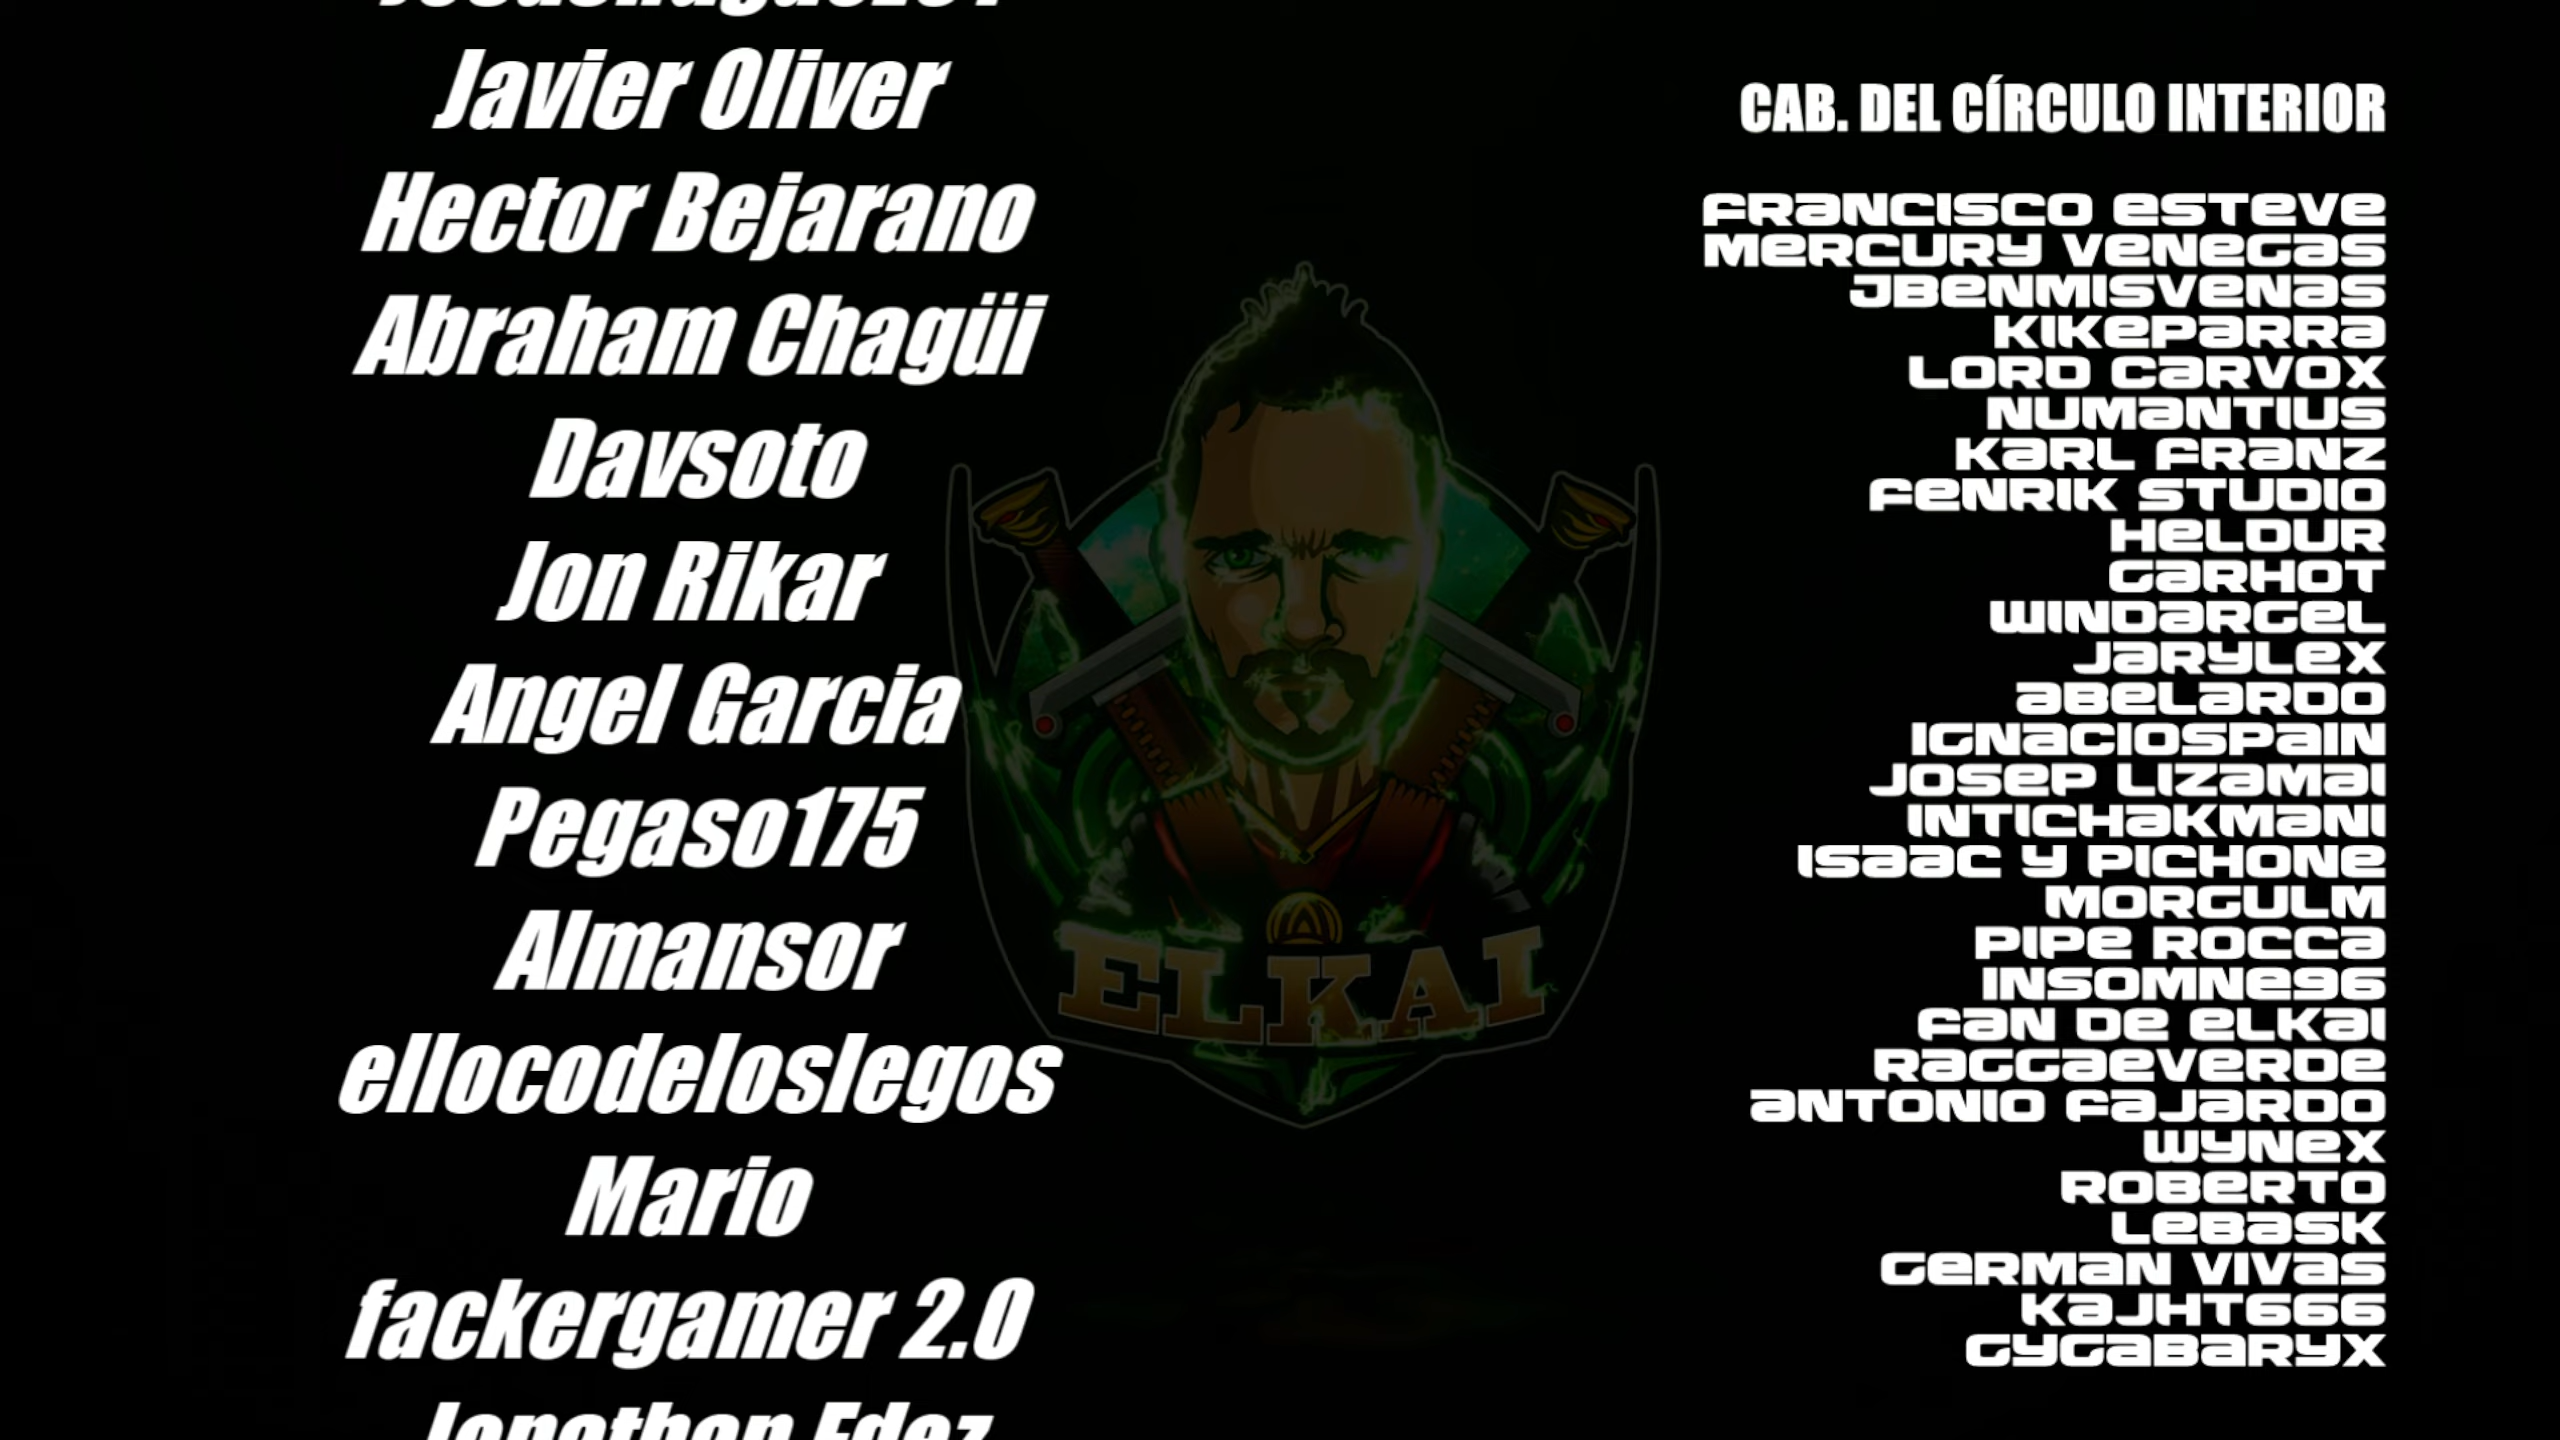 Javier Oliver
Hector Bejarano
Abraham Chagüi
Davsoto
Jon Rikar
Angel Garcia
Pegaso175
Almansor
ellocodeloslegos
Mario
fackergamer 2.0
CAB. DEL CÍRCULO INTERIOR
FRANCISCO ESTEVE
MERCURY VENEGAS
JBENMISVENAS
KIKEPARRA
LORD CARVOX
NUMANTIUS
KARL FRANZ
FENRIK STUDIO
HELDUR
GARHOT
WINDARGEL
JARYLEX
ABELARDO
IGNACIOSPAIN
JOSEP LIZAMAI
INTICHAKMANI
ISAAC Y PICHONE
MORGULM
PIPE ROCCA
INSOMNE96
FAN DE ELKAI
RAGGAEVERDE
ANTONIO FAJARDO
WYNEX
ROBERTO
LEBASK
GERMAN VIVAS
KAJHT666
GYGABARYX
ELKAI